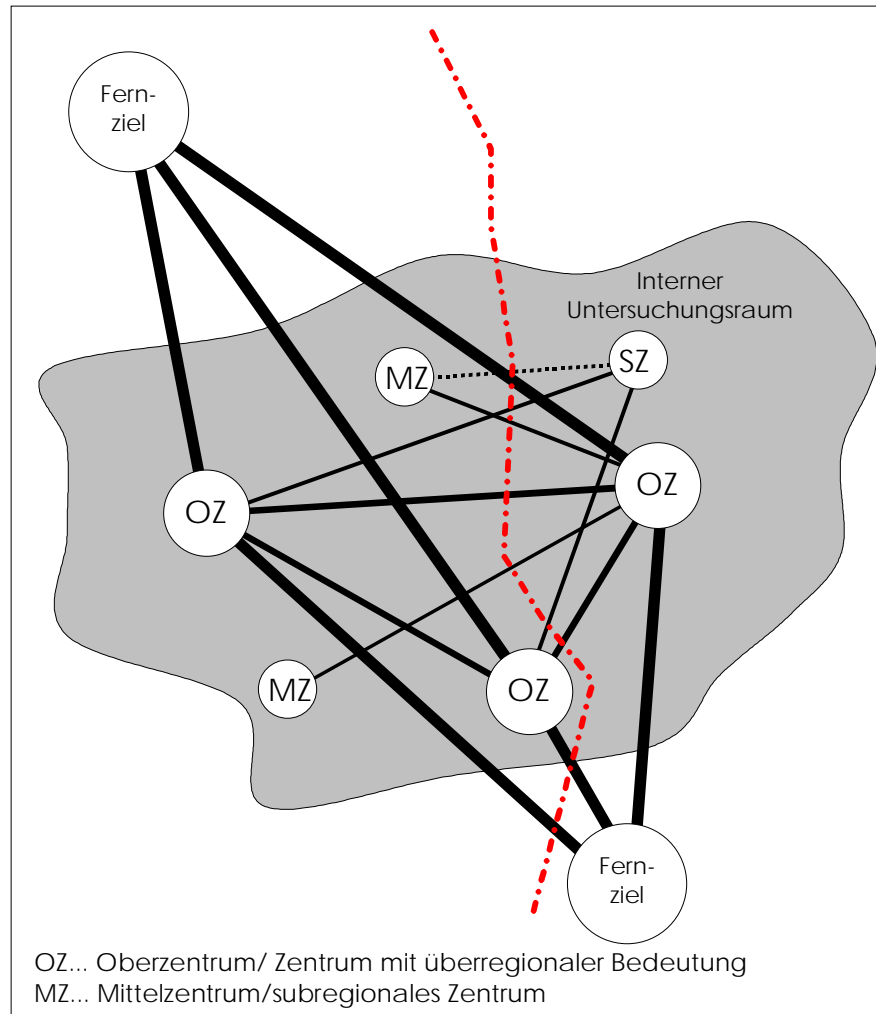 Fern-
ziel
Interner
Untersuchungsraum
MZ
SZ
OZ
OZ
MZ
OZ
Fern-
ziel
OZ... Oberzentrum/ Zentrum mit überregionaler Bedeutung
MZ... Mittelzentrum/subregionales Zentrum